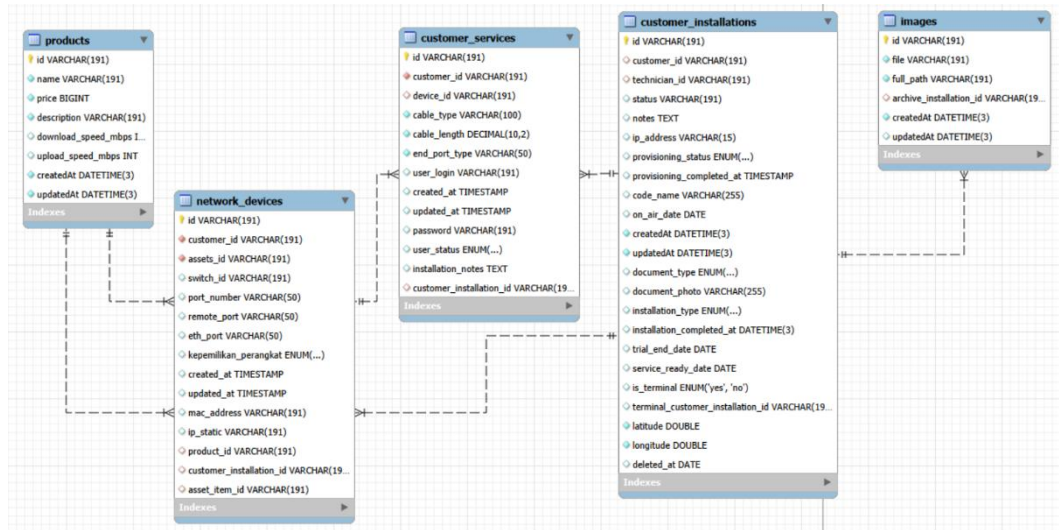 products
id VARCHAR(191)
name VARCHAR(191)
price BIGINT
description VARCHAR(191)
download_speed_mbps I...
upload_speed_mbps INT
createdAt DATETIME(3)
updatedAt DATETIME(3)
Indexes
network_devices
id VARCHAR(191)
customer_id VARCHAR(191)
assets_id VARCHAR(191)
switch_id VARCHAR(191)
port_number VARCHAR(50)
remote_port VARCHAR(50)
eth_port VARCHAR(50)
kepemilikan_perangkat ENUM(...)
created_at TIMESTAMP
updated_at TIMESTAMP
mac_address VARCHAR(191)
ip_static VARCHAR(191)
product_id VARCHAR(191)
customer_installation_id VARCHAR(19...
asset_item_id VARCHAR(191)
Indexes
customer_services
id VARCHAR(191)
customer_id VARCHAR(191)
device_id VARCHAR(191)
cable_type VARCHAR(100)
cable_length DECIMAL(10,2)
end_port_type VARCHAR(50)
user_login VARCHAR(191)
created_at TIMESTAMP
updated_at TIMESTAMP
password VARCHAR(191)
user_status ENUM(...)
installation_notes TEXT
customer_installation_id VARCHAR(19...
Indexes
customer_installations
id VARCHAR(191)
customer_id VARCHAR(191)
technician_id VARCHAR(191)
status VARCHAR(191)
notes TEXT
ip_address VARCHAR(15)
provisioning_status ENUM(...)
provisioning_completed_at TIMESTAMP
code_name VARCHAR(255)
on_air_date DATE
createdAt DATETIME(3)
updatedAt DATETIME(3)
document_type ENUM(...)
document_photo VARCHAR(255)
installation_type ENUM(...)
installation_completed_at DATETIME(3)
trial_end_date DATE
service_ready_date DATE
is_terminal ENUM('yes', 'no')
terminal_customer_installation_id VARCHAR(19...
latitude DOUBLE
longitude DOUBLE
deleted_at DATE
Indexes
images
id VARCHAR(191)
file VARCHAR(191)
full_path VARCHAR(191)
archive_installation_id VARCHAR(19...
createdAt DATETIME(3)
updatedAt DATETIME(3)
Indexes